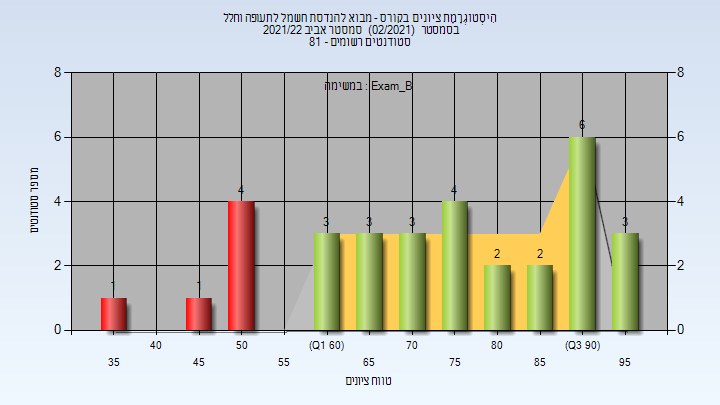 הִיסְטוֹגְרָמַת ציונים בקורס - מבוא להנדסת חשמל לתעופה וחלל
בסמסטר (02/2021) סמסטר אביב 2021/22
סטודנטים רשומים - 81
במשימה : Exam_B
8 8
6 6
4 4
2 2
0 0
מספר סטודנטים
1 1 4 3 3 3 4 2 2 6 3
40 50 (Q1 60) 70 80 (Q3 90)
35 45 55 65 75 85 95
טווח ציונים